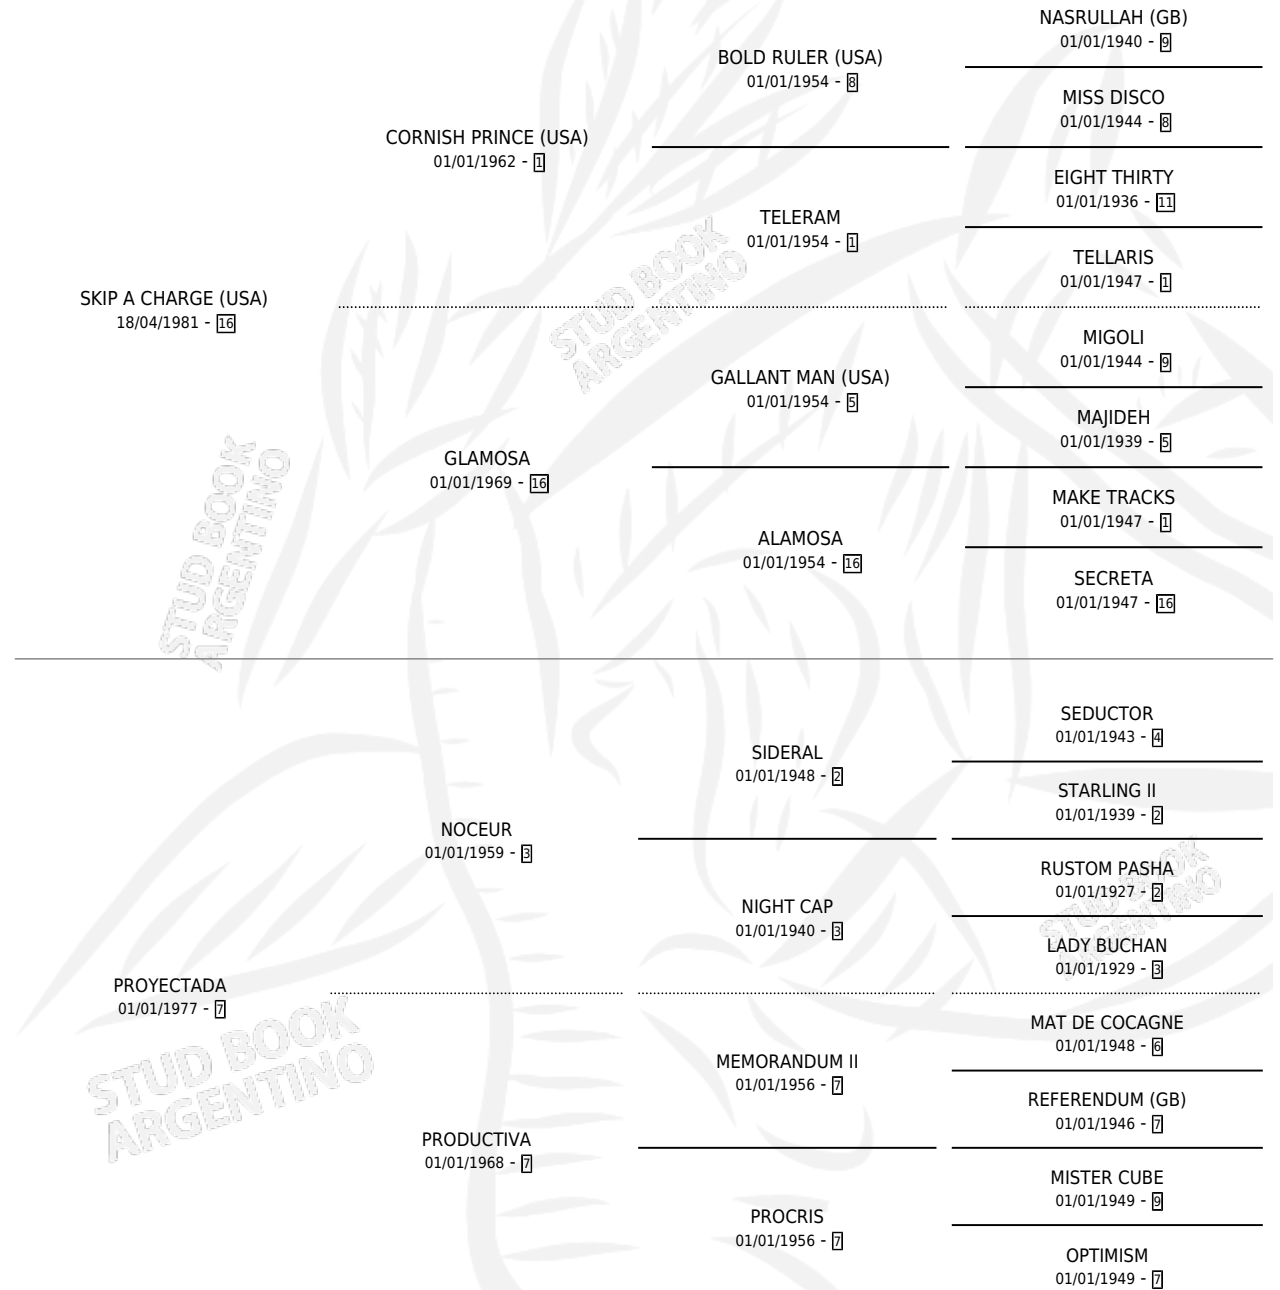 NASRULLAH (GB)
01/01/1940 - 9
BOLD RULER (USA)
01/01/1954 - 8
MISS DISCO
01/01/1944 - 8
CORNISH PRINCE (USA)
01/01/1962 - 1
EIGHT THIRTY
01/01/1936 - 11
TELERAM
01/01/1954 - 1
TELLARIS
01/01/1947 - 1
SKIP A CHARGE (USA)
18/04/1981 - 16
MIGOLI
01/01/1944 - 9
GALLANT MAN (USA)
01/01/1954 - 5
MAJIDEH
01/01/1939 - 5
GLAMOSA
01/01/1969 - 16
MAKE TRACKS
01/01/1947 - 1
ALAMOSA
01/01/1954 - 16
SECRETA
01/01/1947 - 16
SEDUCTOR
01/01/1943 - 4
SIDERAL
01/01/1948 - 2
STARLING II
01/01/1939 - 2
NOCEUR
01/01/1959 - 3
RUSTOM PASHA
01/01/1927 - 2
NIGHT CAP
01/01/1940 - 3
LADY BUCHAN
01/01/1929 - 3
PROYECTADA
01/01/1977 - 7
MAT DE COCAGNE
01/01/1948 - 6
MEMORANDUM II
01/01/1956 - 7
REFERENDUM (GB)
01/01/1946 - 7
PRODUCTIVA
01/01/1968 - 7
MISTER CUBE
01/01/1949 - 9
PROCRIS
01/01/1956 - 7
OPTIMISM
01/01/1949 - 7
STUD BOOK
ARGENTINO
STUD BOOK
ARGENTINO
STUD BOOK
ARGENTINO
STUD BOOK
ARGENTINO